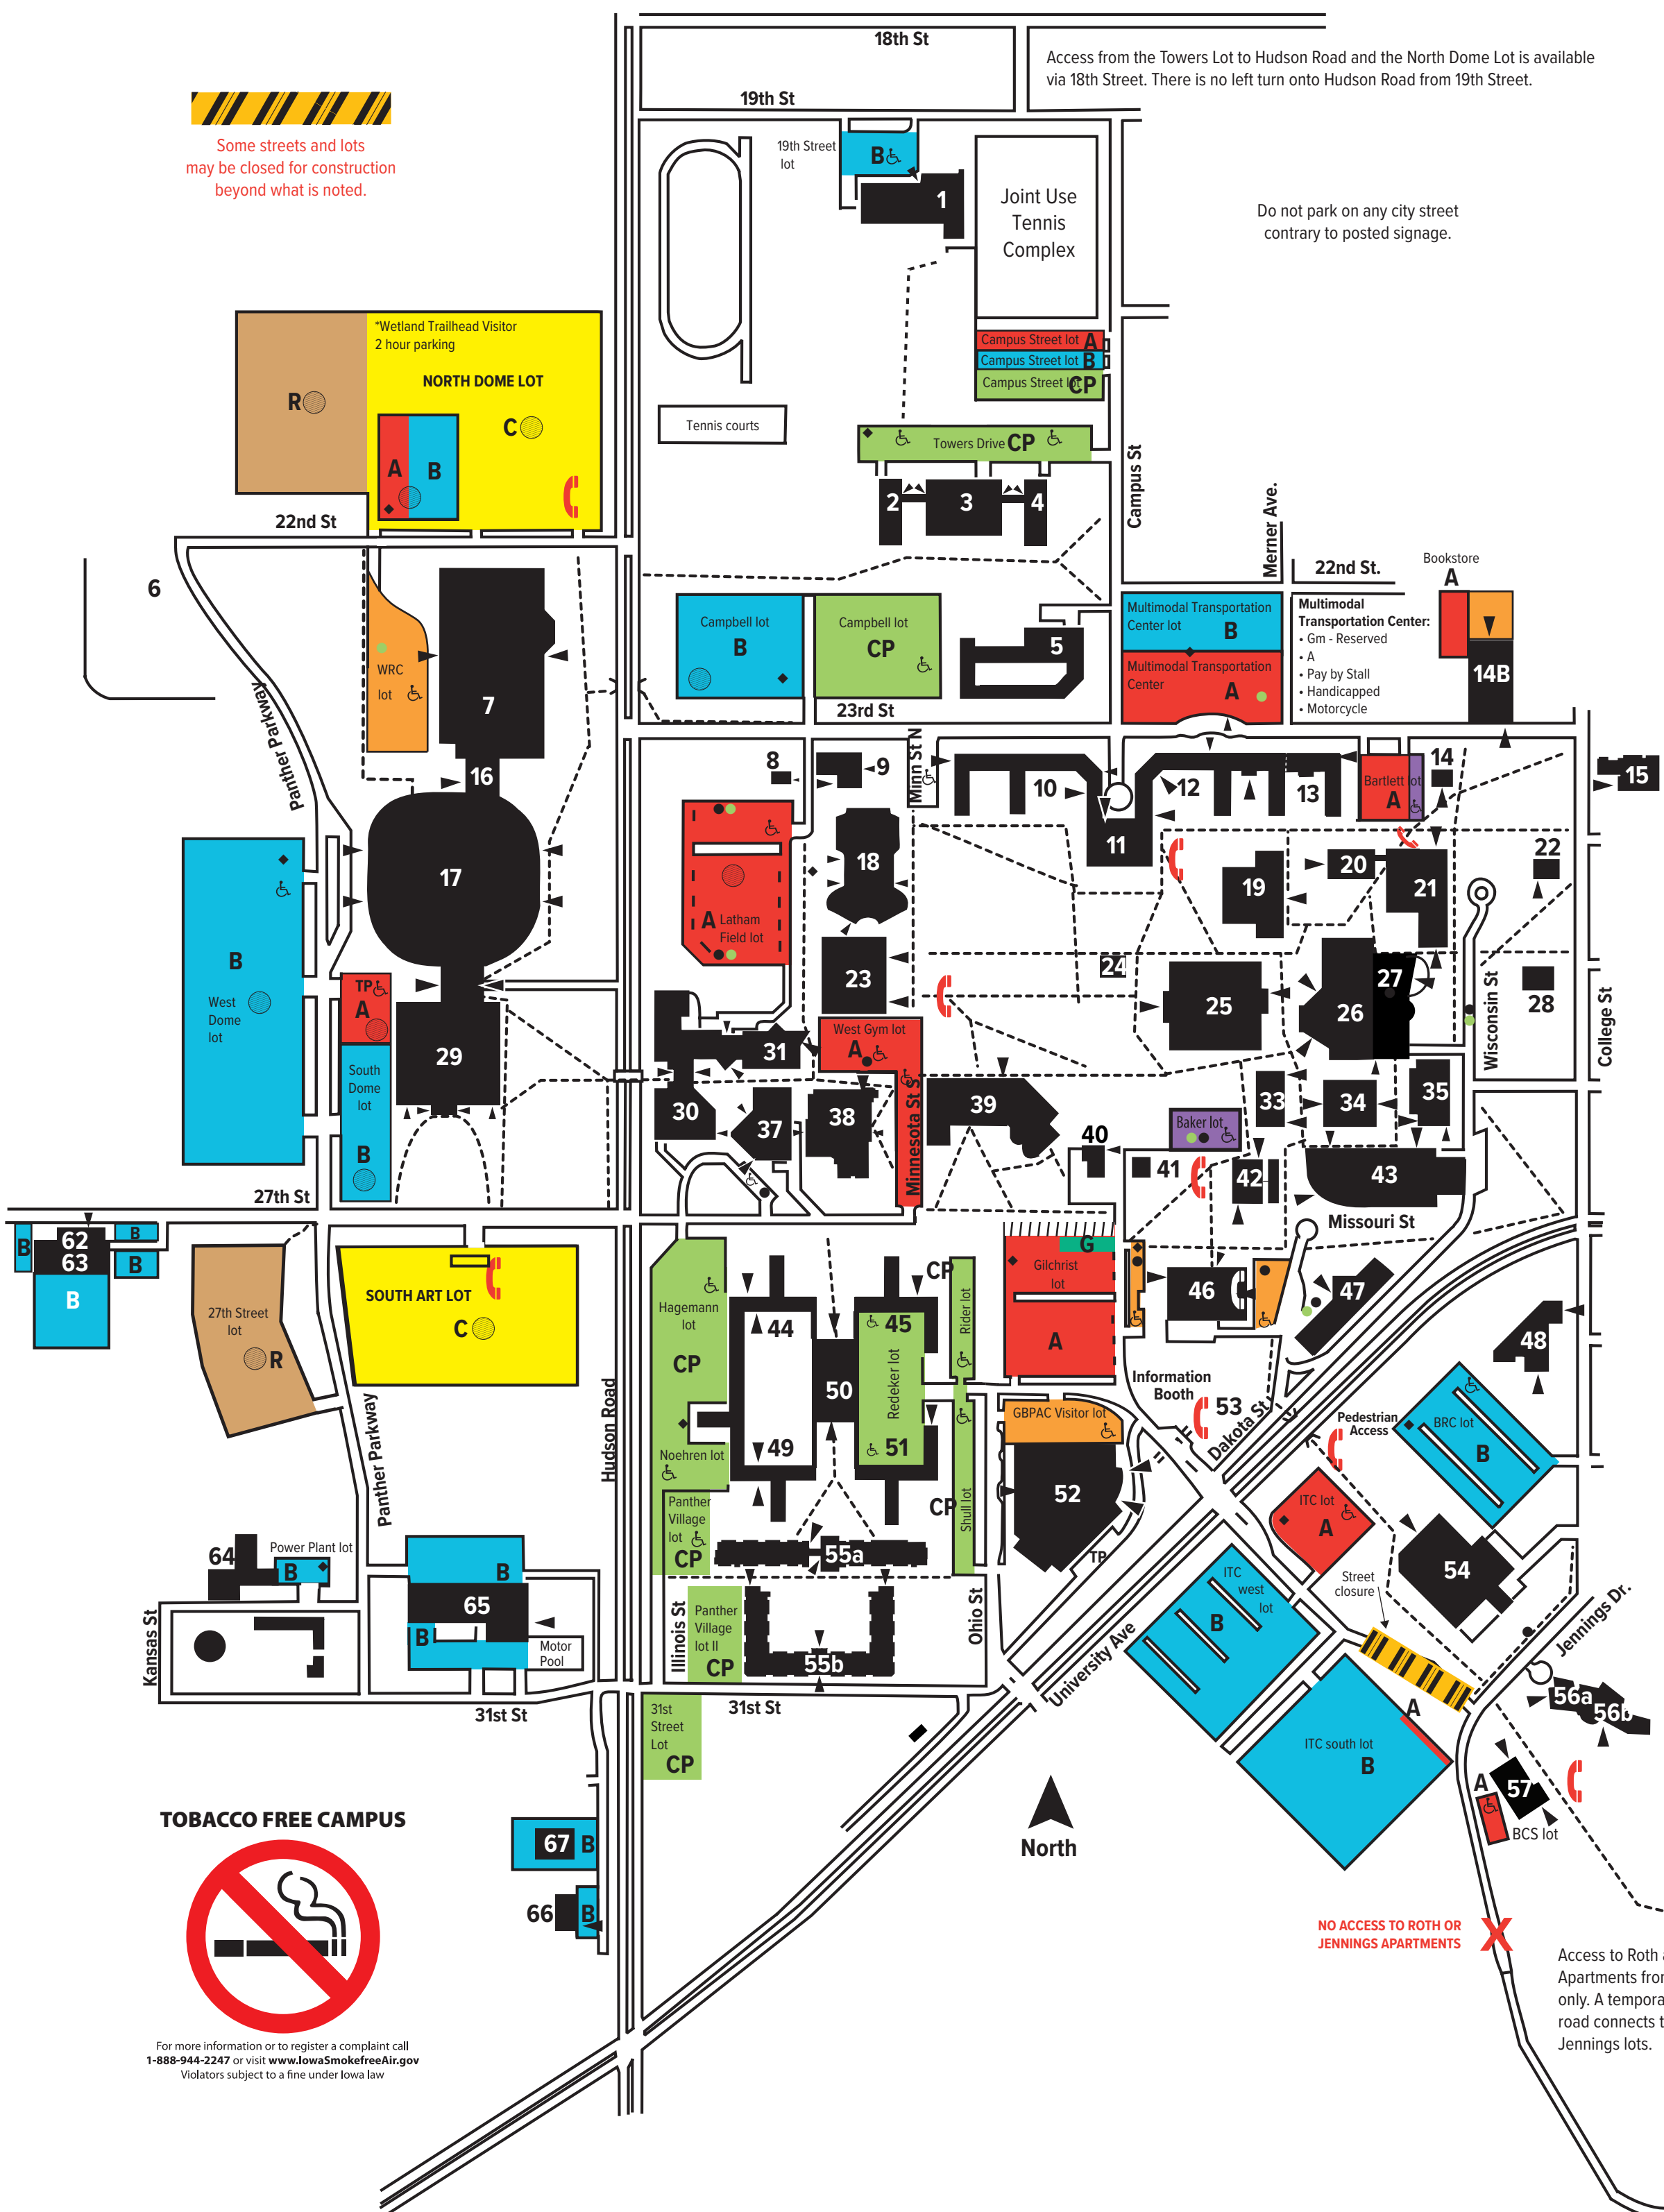 18th St
Access from the Towers Lot to Hudson Road and the North Dome Lot is available
via 18th Street. There is no left turn onto Hudson Road from 19th Street.
19th St
Some streets and lots
may be closed for construction
beyond what is noted.
19th Street
lot
B
1
Joint Use
Tennis
Complex
Do not park on any city street
contrary to posted signage.
*Wetland Trailhead Visitor
2 hour parking
NORTH DOME LOT
R
C
A
B
Campus Street lot A
Campus Street lot B
Campus Street lot CP
Tennis courts
Towers Drive CP
2
3
4
Campus St
Merner Ave.
22nd St
22nd St.
Bookstore
A
6
Panther Parkway
WRC
lot
7
Campbell lot
B
Campbell lot
CP
5
Multimodal Transportation
Center lot
B
Multimodal Transportation
Center
A
Multimodal
Transportation Center:
• Gm - Reserved
• A
• Pay by Stall
• Handicapped
• Motorcycle
14B
23rd St
16
8
9
Minn St N
10
11
12
13
Bartlett lot
A
14
15
17
A Latham
Field lot
18
19
20
21
22
B
West
Dome
lot
TP
A
South
Dome
lot
B
23
24
25
26
27
28
Wisconsin St
College St
29
30
31
West Gym lot
A
Minnesota St S
33
34
35
37
38
39
40
41
Baker lot
42
43
27th St
Missouri St
B
62
63
B
B
B
27th Street
lot
R
SOUTH ART LOT
C
Hagemann
lot
CP
44
45
CP
Rider lot
G
Gilchrist
lot
A
46
47
48
Panther Parkway
Hudson Road
49
50
Redeker lot
51
Noehren lot
Panther
Village
lot
CP
CP
Shull lot
GBPAC Visitor lot
52
TP
Information
Booth
53
Dakota St
Pedestrian
Access
BRC lot
B
ITC lot
A
54
Street
closure
ITC
west
lot
B
64
Power Plant lot
B
B
65
B
Motor
Pool
Kansas St
31st St
Illinois St
Panther
Village
lot II
CP
55a
55b
Ohio St
31st St
University Ave
Jennings Dr.
31st
Street
Lot
CP
ITC south lot
B
A
56a
56b
A
57
BCS lot
67 B
66 B
North
TOBACCO FREE CAMPUS
For more information or to register a complaint call
1-888-944-2247 or visit www.IowaSmokefreeAir.gov
Violators subject to a fine under Iowa law
NO ACCESS TO ROTH OR
JENNINGS APARTMENTS
X
Access to Roth
Apartments
only. A
road connects
Jennings lots.